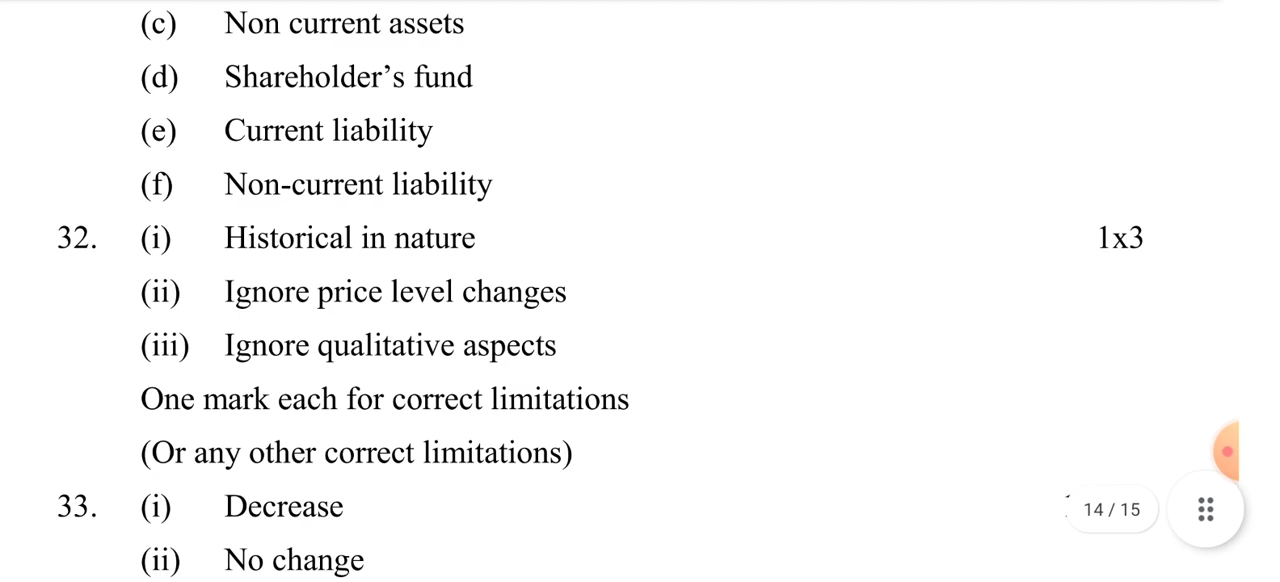 (c) Non current assets
(d) Shareholder’s fund
(e) Current liability
(f) Non-current liability
32. (i) Historical in nature 1x3
(ii) Ignore price level changes
(iii) Ignore qualitative aspects
One mark each for correct limitations
(Or any other correct limitations)
33. (i) Decrease
14 / 15
(ii) No change